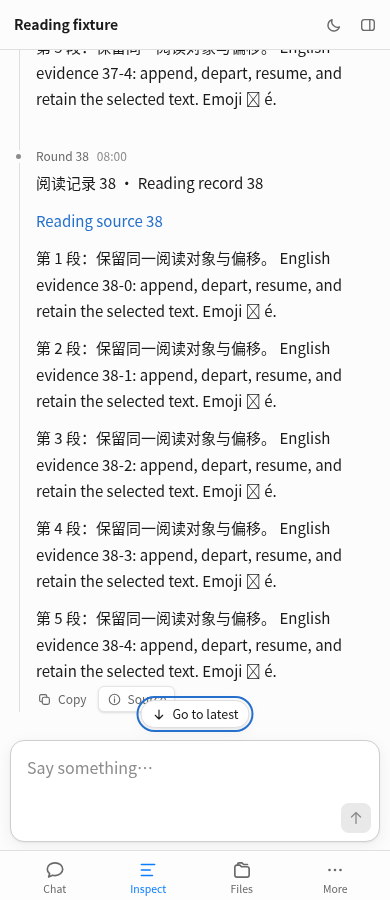 Reading fixture
evidence 37-4: append, depart, resume, and
retain the selected text. Emoji é.
Round 38 08:00
阅读记录 38 · Reading record 38
Reading source 38
第 1 段：保留同一阅读对象与偏移。 English
evidence 38-0: append, depart, resume, and
retain the selected text. Emoji é.
第 2 段：保留同一阅读对象与偏移。 English
evidence 38-1: append, depart, resume, and
retain the selected text. Emoji é.
第 3 段：保留同一阅读对象与偏移。 English
evidence 38-2: append, depart, resume, and
retain the selected text. Emoji é.
第 4 段：保留同一阅读对象与偏移。 English
evidence 38-3: append, depart, resume, and
retain the selected text. Emoji é.
第 5 段：保留同一阅读对象与偏移。 English
evidence 38-4: append, depart, resume, and
retain the selected text. Emoji é.
Copy
Go to latest
Say something···
Chat Inspect Files More